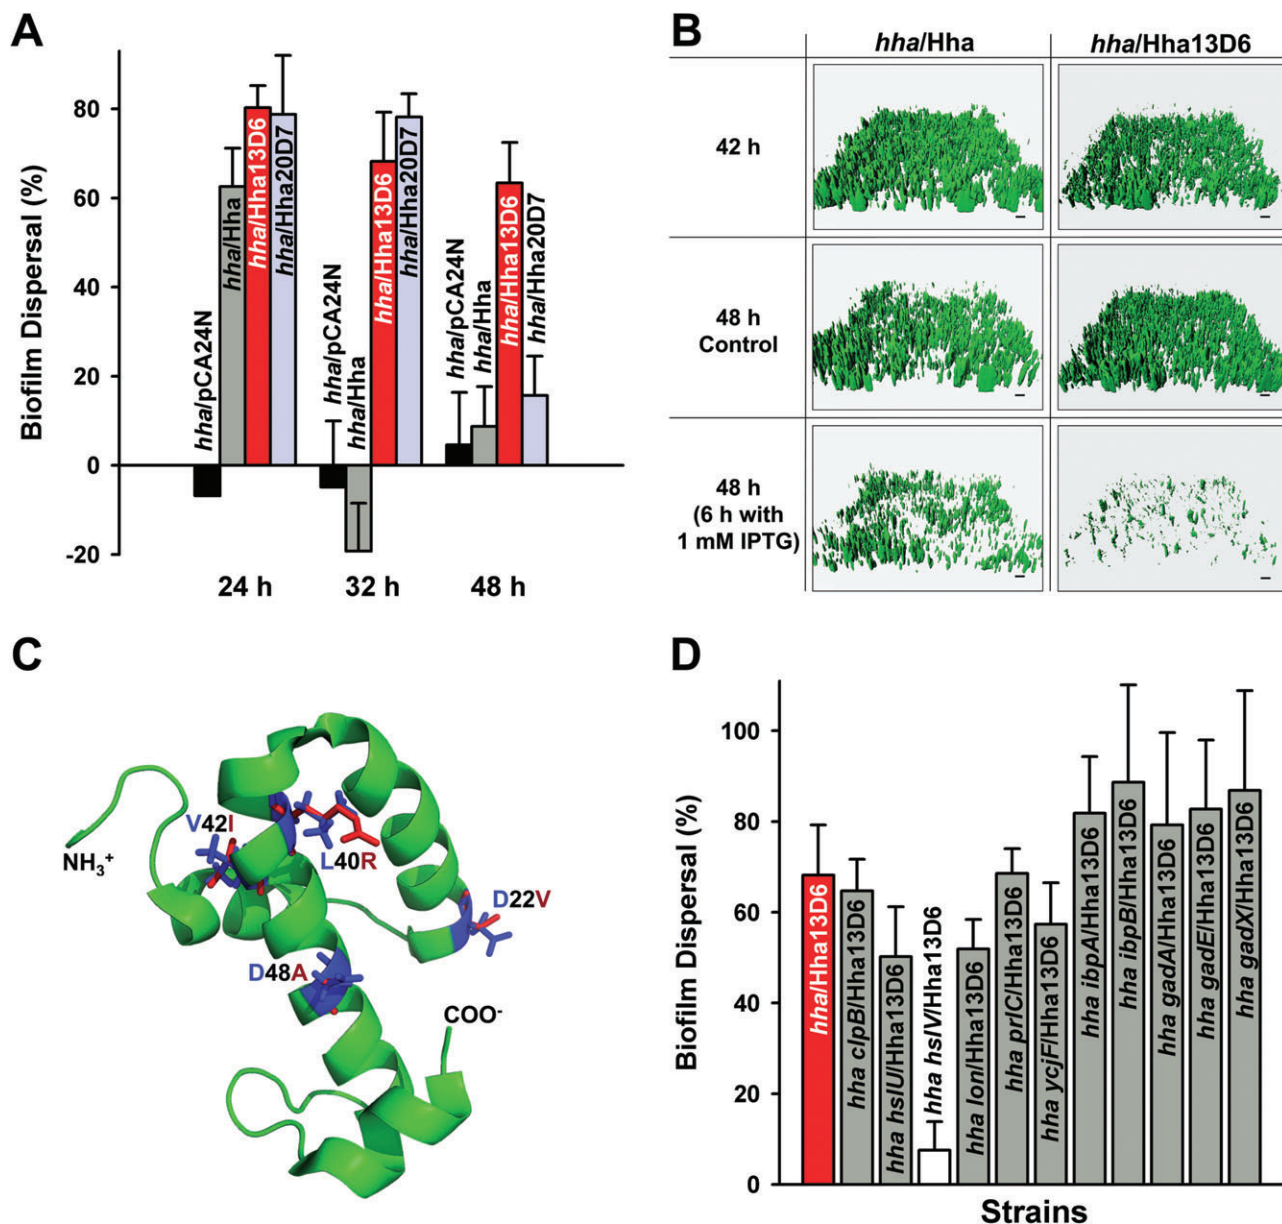 A
Biofilm Dispersal (%)
80
60
40
20
0
-20
hha/pCA24N
hha/Hha
hha/Hha13D6
hha/Hha20D7
hha/pCA24N
hha/Hha
hha/Hha13D6
hha/Hha20D7
hha/pCA24N
hha/Hha
hha/Hha13D6
hha/Hha20D7
24 h
32 h
48 h
B
hha/Hha
hha/Hha13D6
42 h
48 h
Control
48 h
(6 h with
1 mM IPTG)
C
NH₃⁺
V42I
L40R
D22V
D48A
COO⁻
D
Biofilm Dispersal (%)
100
80
60
40
20
0
hha/Hha13D6
hha clpB/Hha13D6
hha hslU/Hha13D6
hha hslV/Hha13D6
hha lon/Hha13D6
hha prlC/Hha13D6
hha ycjF/Hha13D6
hha ibpA/Hha13D6
hha ibpB/Hha13D6
hha gadA/Hha13D6
hha gadE/Hha13D6
hha gadX/Hha13D6
Strains